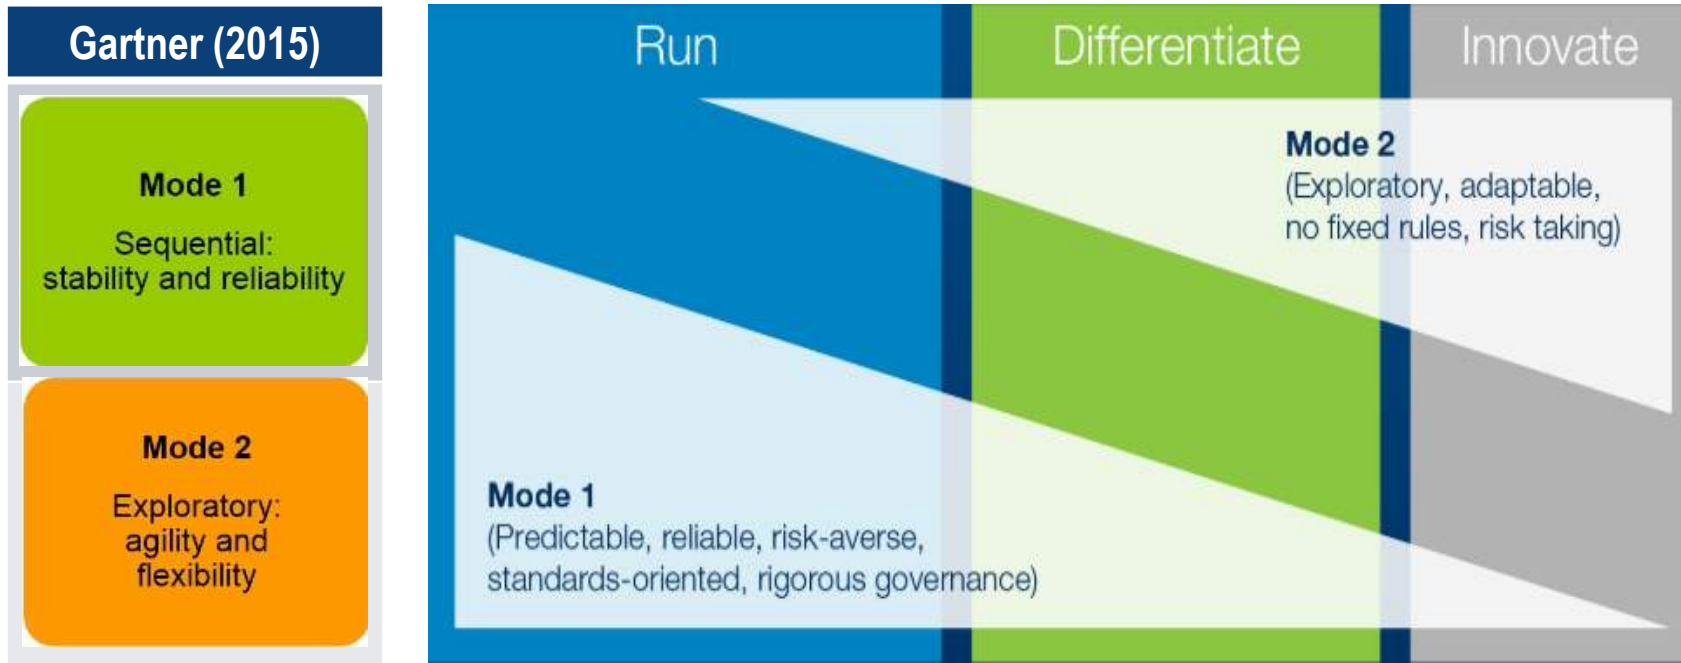 Gartner (2015)
Mode 1
Sequential:
stability and reliability
Mode 2
Exploratory:
agility and
flexibility
Run
Differentiate
Innovate
Mode 2
(Exploratory, adaptable,
no fixed rules, risk taking)
Mode 1
(Predictable, reliable, risk-averse,
standards-oriented, rigorous governance)